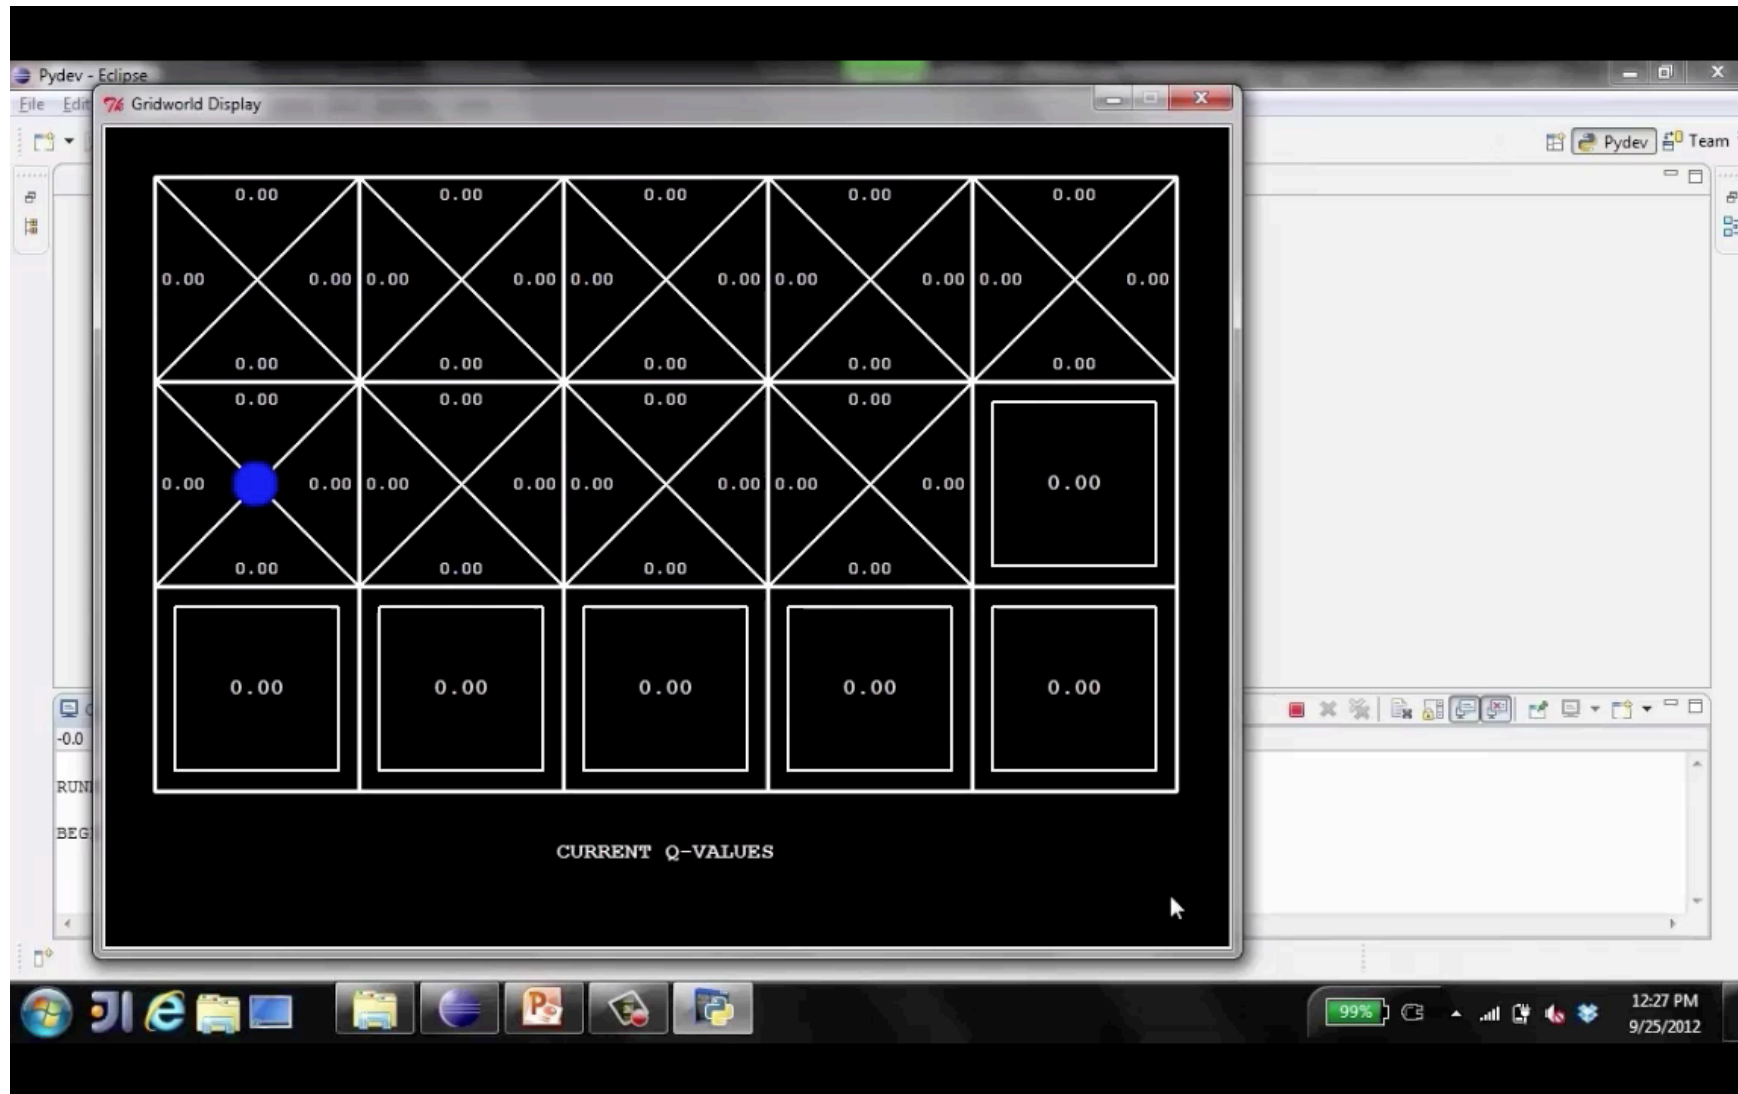 Pydev - Eclipse
File Edit
Gridworld Display
Pydev Team
0.00 0.00 0.00 0.00 0.00
0.00 0.00 0.00 0.00 0.00 0.00 0.00 0.00 0.00 0.00
0.00 0.00 0.00 0.00 0.00
0.00 0.00 0.00 0.00
0.00 0.00 0.00 0.00 0.00 0.00 0.00 0.00 0.00
0.00 0.00 0.00 0.00
0.00 0.00 0.00 0.00 0.00
-0.0
RUN
BEG
CURRENT Q-VALUES
99%
12:27 PM
9/25/2012